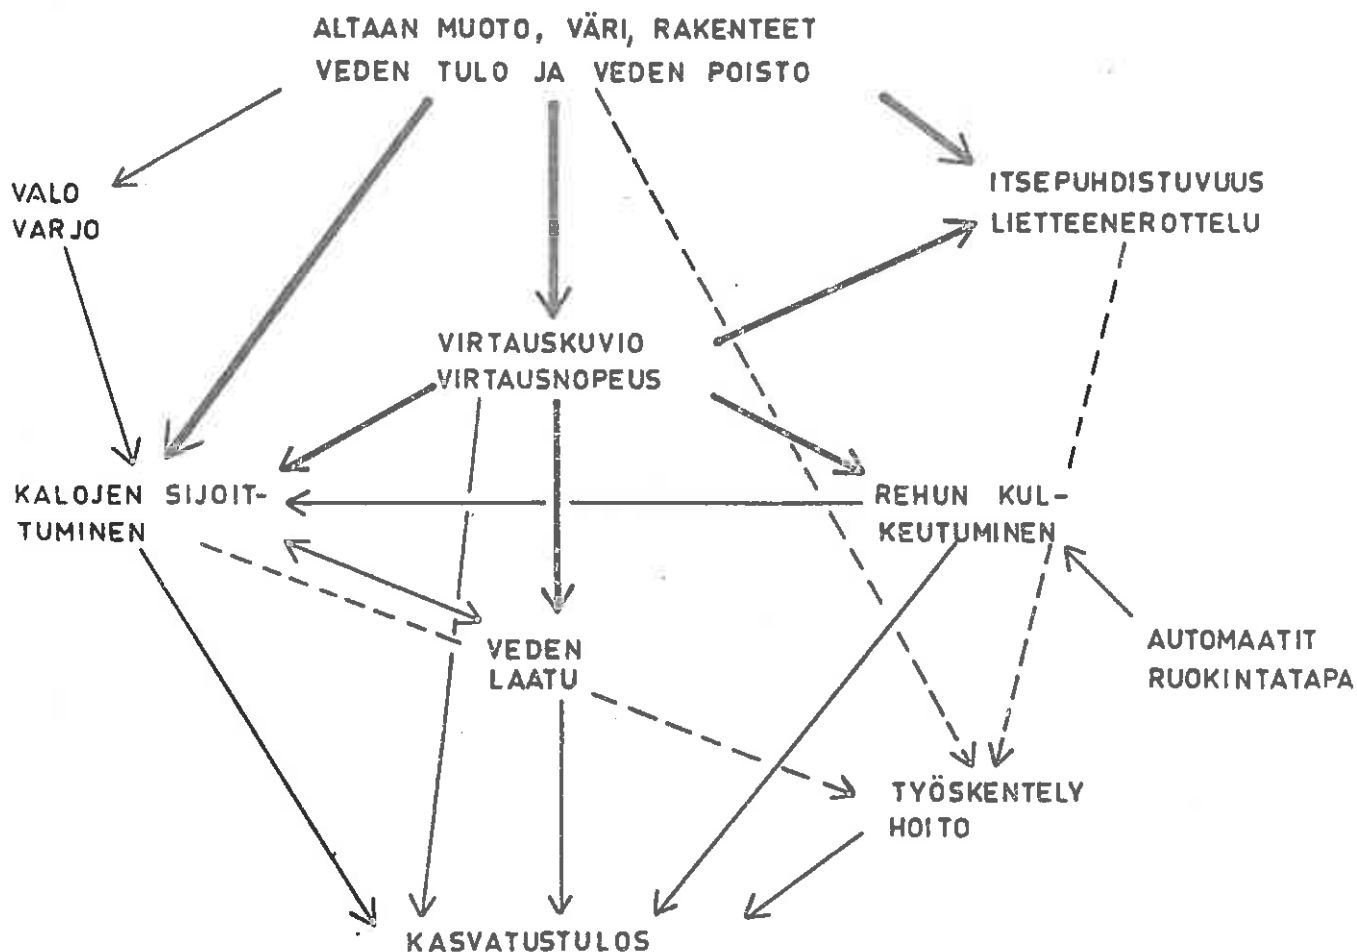 ALTAAN MUOTO, VÄRI, RAKENTEET
VEDEN TULO JA VEDEN POISTO
VALO
VARJO
ITSEPUHDISTUVUUS
LIETTEENEROTTELU
VIRTAUSKUVIO
VIRTAUSNOPEUS
KALOJEN SIJOIT-
TUMINEN
REHUN KUL-
KEUTUMINEN
VEDEN
LAATU
AUTOMAATIT
RUOKINTATAPA
TYÖSKENTELY
HOITO
KASVATUSTULOS